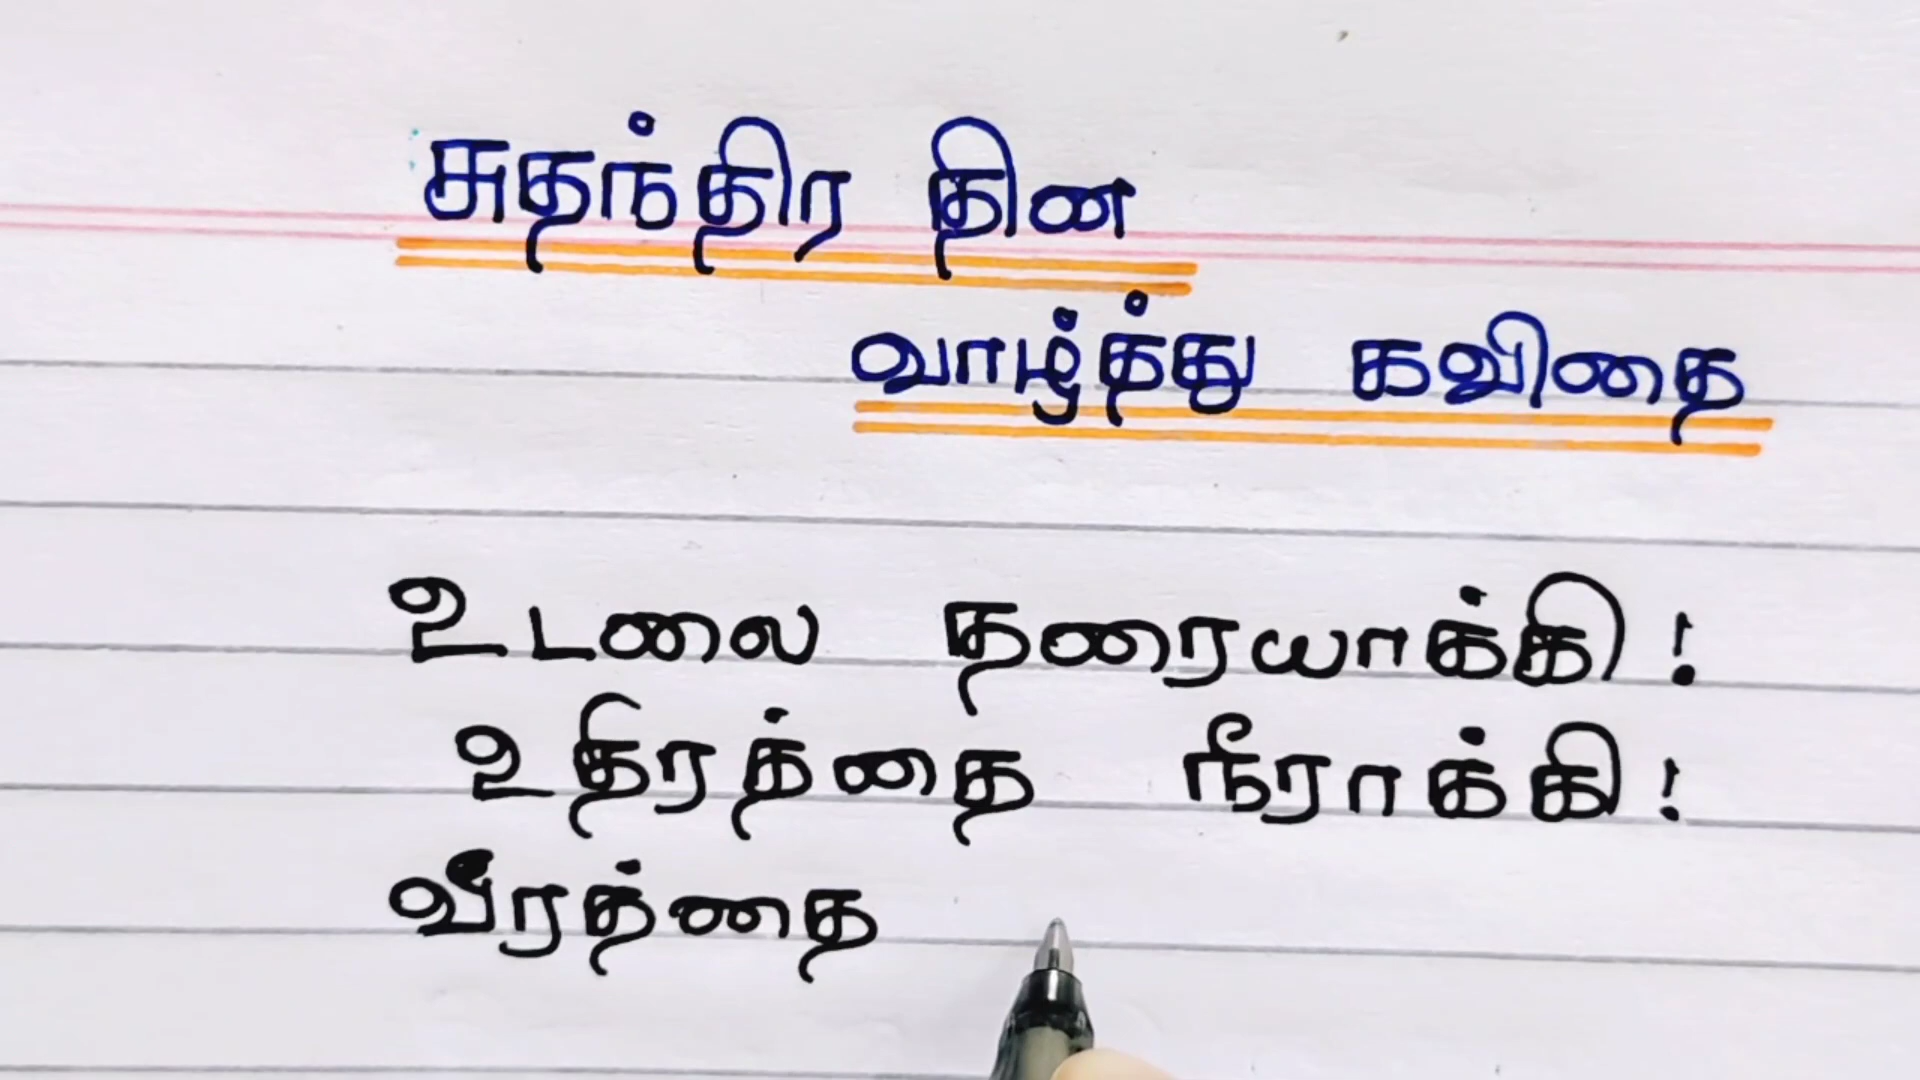 சுதந்திர தின
வாழ்த்து கவிதை
உடலை தரையாக்கி!
உதிரத்தை நீராக்கி!
வீரத்தை